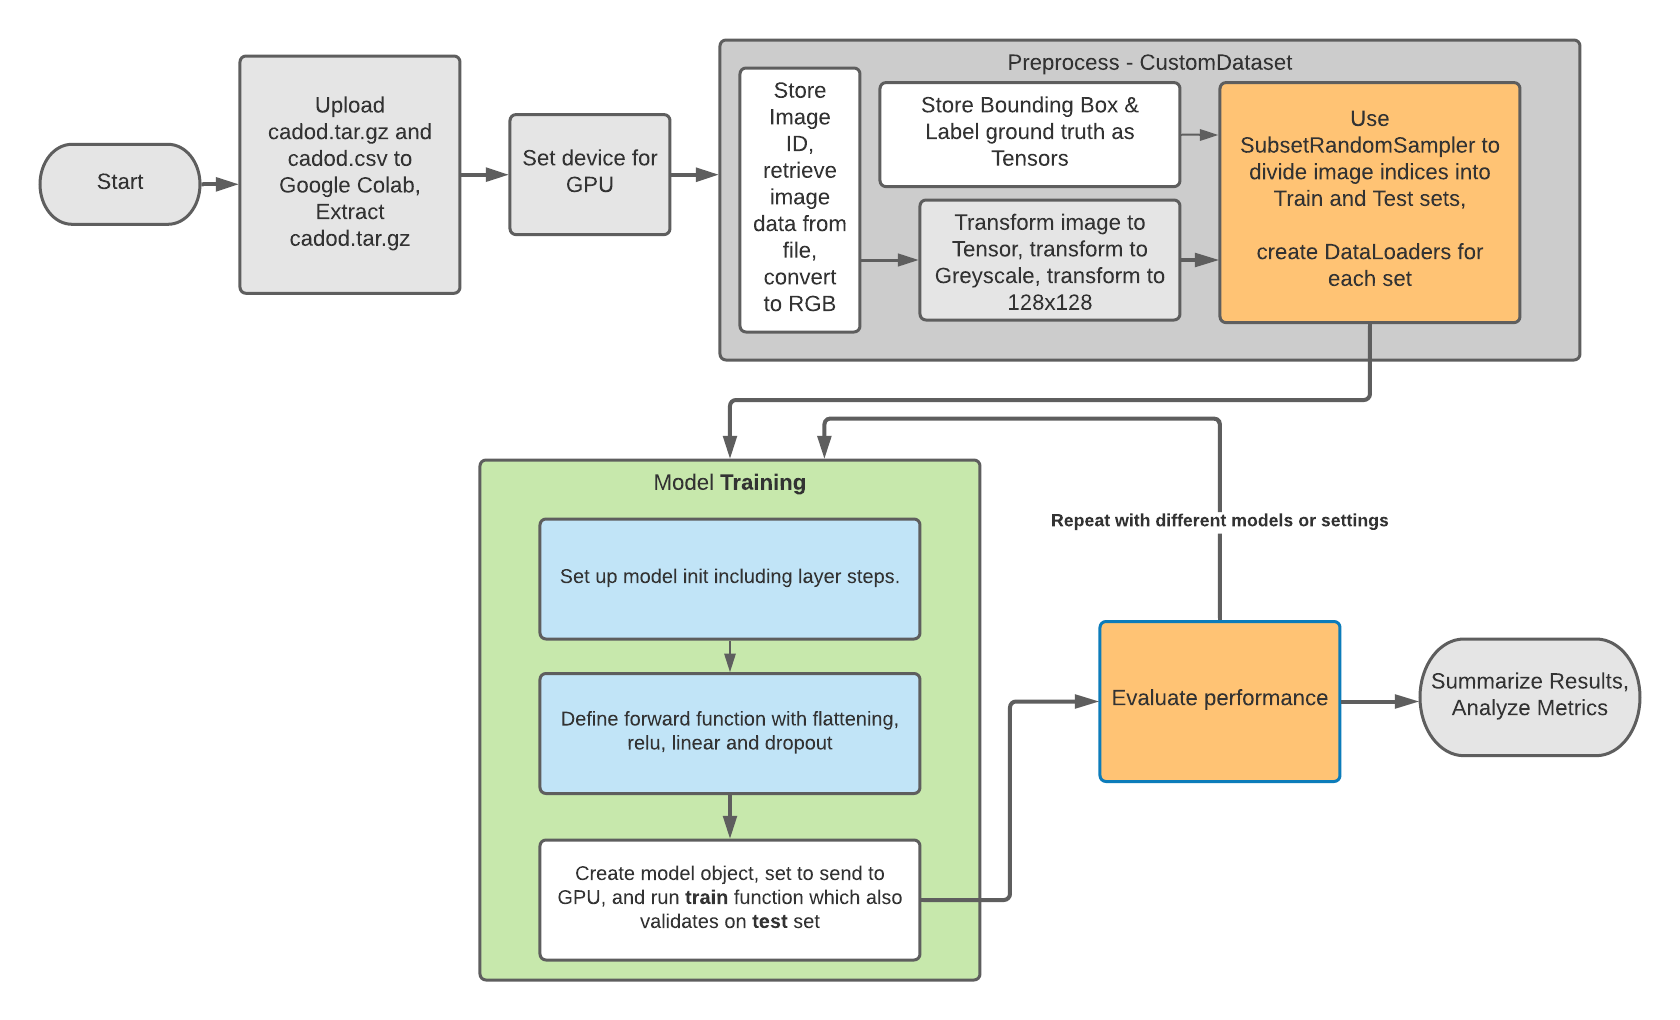 Start
Upload
cadod.tar.gz and
cadod.csv to
Google Colab,
Extract
cadod.tar.gz
Set device for
GPU
Preprocess - CustomDataset
Store
Image
ID,
retrieve
image
data from
file,
convert
to RGB
Store Bounding Box &
Label ground truth as
Tensors
Transform image to
Tensor, transform to
Greyscale, transform to
128x128
Use
SubsetRandomSampler to
divide image indices into
Train and Test sets,
create DataLoaders for
each set
Model Training
Set up model init including layer steps.
Define forward function with flattening,
relu, linear and dropout
Create model object, set to send to
GPU, and run train function which also
validates on test set
Repeat with different models or settings
Evaluate performance
Summarize Results,
Analyze Metrics